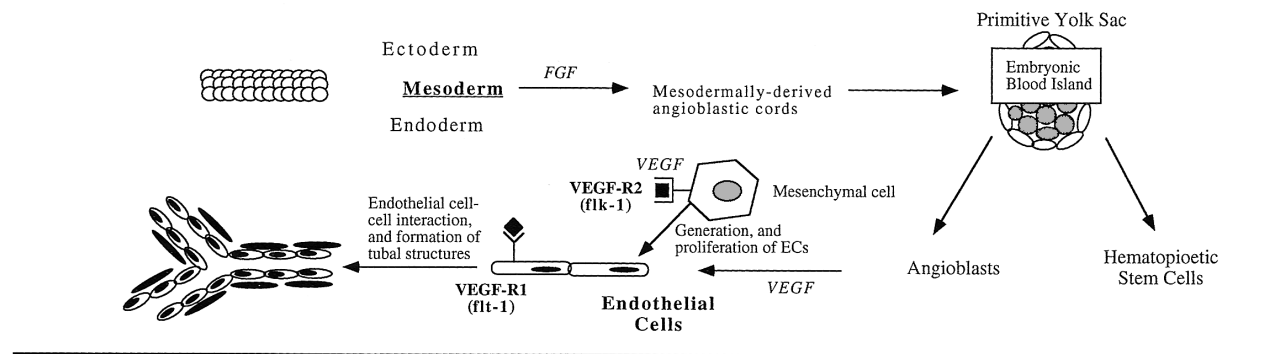 Primitive Yolk Sac
Ectoderm
FGF
Mesoderm
Endoderm
Mesodermally-derived
angioblastic cords
Embryonic
Blood Island
VEGF
VEGF-R2
(flk-1)
Mesenchymal cell
Generation, and
proliferation of ECs
Endothelial cell-
cell interaction,
and formation of
tubal structures
VEGF-R1
(flt-1)
Endothelial
Cells
VEGF
Angioblasts
Hematopoietic
Stem Cells